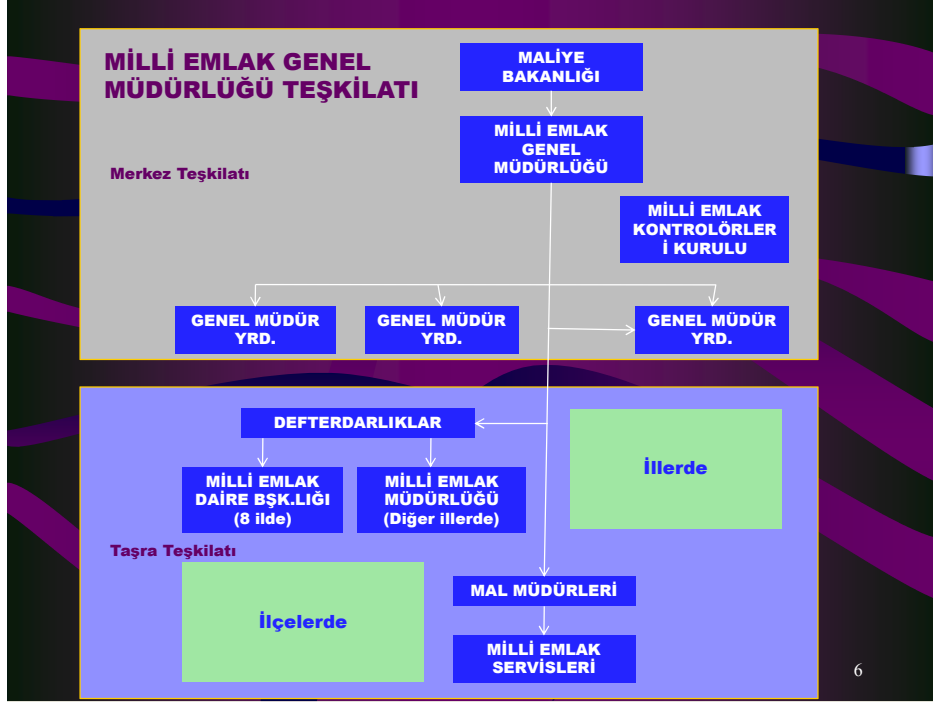 MİLLİ EMLAK GENEL
MÜDÜRLÜĞÜ TEŞKİLATI
MALİYE
BAKANLIĞI
MİLLİ EMLAK
GENEL
MÜDÜRLÜĞÜ
Merkez Teşkilatı
MİLLİ EMLAK
KONTROLÖRLER
İ KURULU
GENEL MÜDÜR
YRD.
GENEL MÜDÜR
YRD.
GENEL MÜDÜR
YRD.
DEFTERDARLIKLAR
İllerde
MİLLİ EMLAK
DAİRE BŞK.LIĞI
(8 ilde)
MİLLİ EMLAK
MÜDÜRLÜĞÜ
(Diğer illerde)
Taşra Teşkilatı
İlçelerde
MAL MÜDÜRLERİ
MİLLİ EMLAK
SERVİSLERİ
6